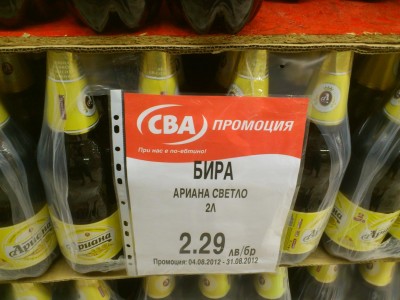 СВА ПРОМОЦИЯ
При нас е по-евтино!
БИРА
АРИАНА СВЕТЛО
2Л
2.29 лв/бр
Промоция: 04.08.2012 - 31.08.2012
Ариана
Ариана